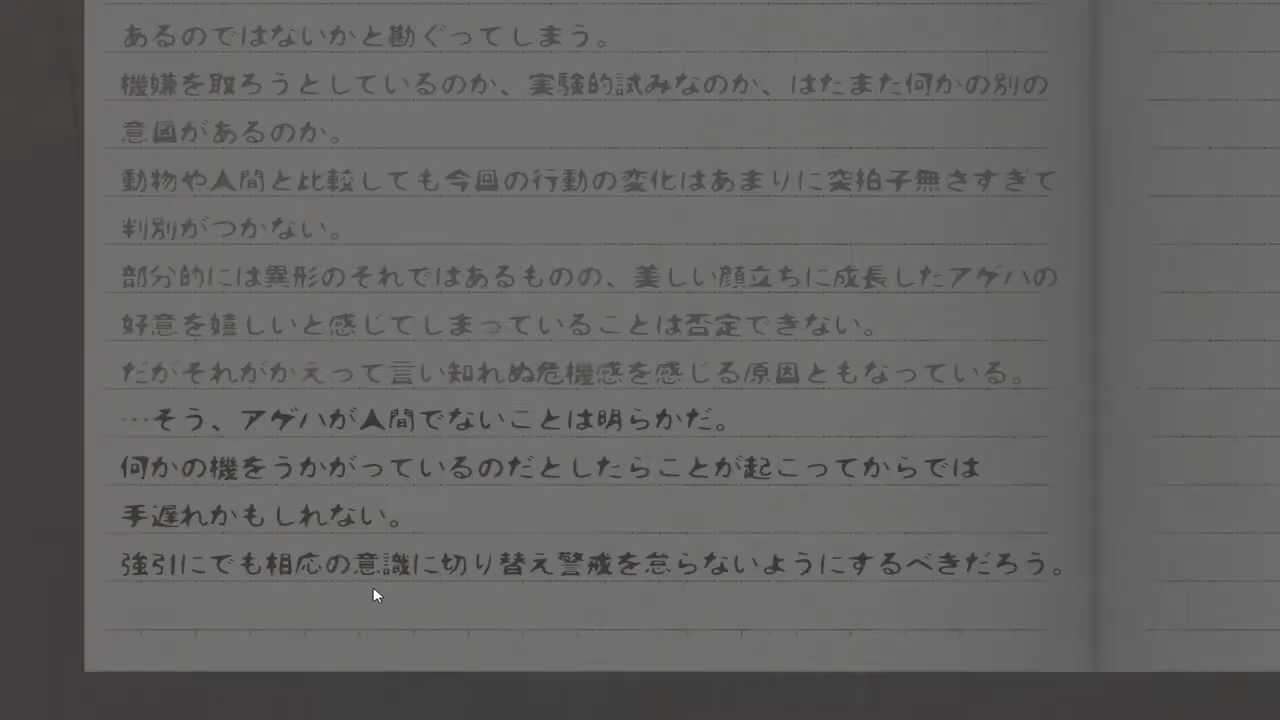 あるのではないかと勘ぐってしまう。
機嫌を取ろうとしているのか、実験的試みなのか、はたまた何かの別の
意図があるのか。
動物や人間と比較しても今回の行動の変化はあまりに突拍子無さすぎて
判別がつかない。
部分的には異形のそれではあるものの、美しい顔立ちに成長したアゲハの
好意を嬉しいと感じてしまっていることは否定できない。
だがそれがかえって言い知れぬ危機感を感じる原因ともなっている。
…そう、アゲハが人間でないことは明らかだ。
何かの機をうかがっているのだとしたらことが起こってからでは
手遅れかもしれない。
強引にでも相応の意識に切り替え警戒を怠らないようにするべきだろう。